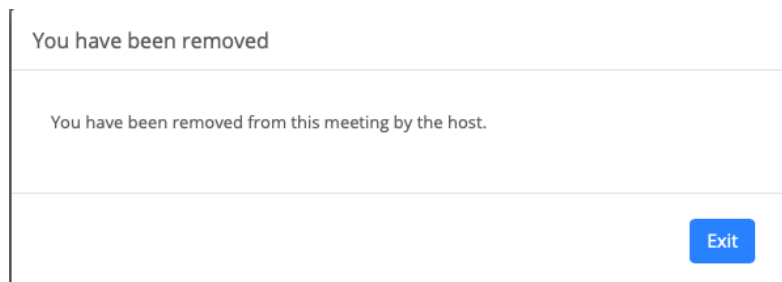 You have been removed
You have been removed from this meeting by the host.
Exit